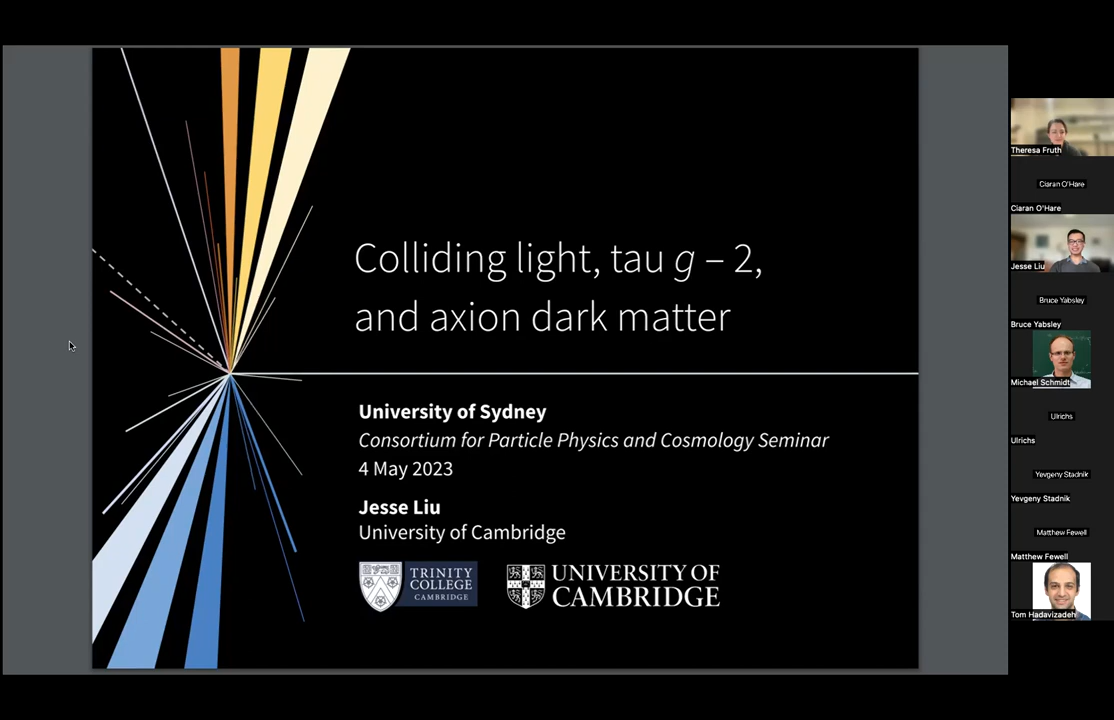 Colliding light, tau g – 2,
and axion dark matter
University of Sydney
Consortium for Particle Physics and Cosmology Seminar
4 May 2023
Jesse Liu
University of Cambridge
TRINITY
COLLEGE
CAMBRIDGE
UNIVERSITY OF
CAMBRIDGE
Theresa Fruth
Ciaran O'Hare
Ciaran O'Hare
Jesse Liu
Bruce Yabsley
Bruce Yabsley
Michael Schmidt
Ulrichs
Ulrichs
Yevgeny Stadnik
Yevgeny Stadnik
Matthew Fewell
Matthew Fewell
Tom Hadavizadeh